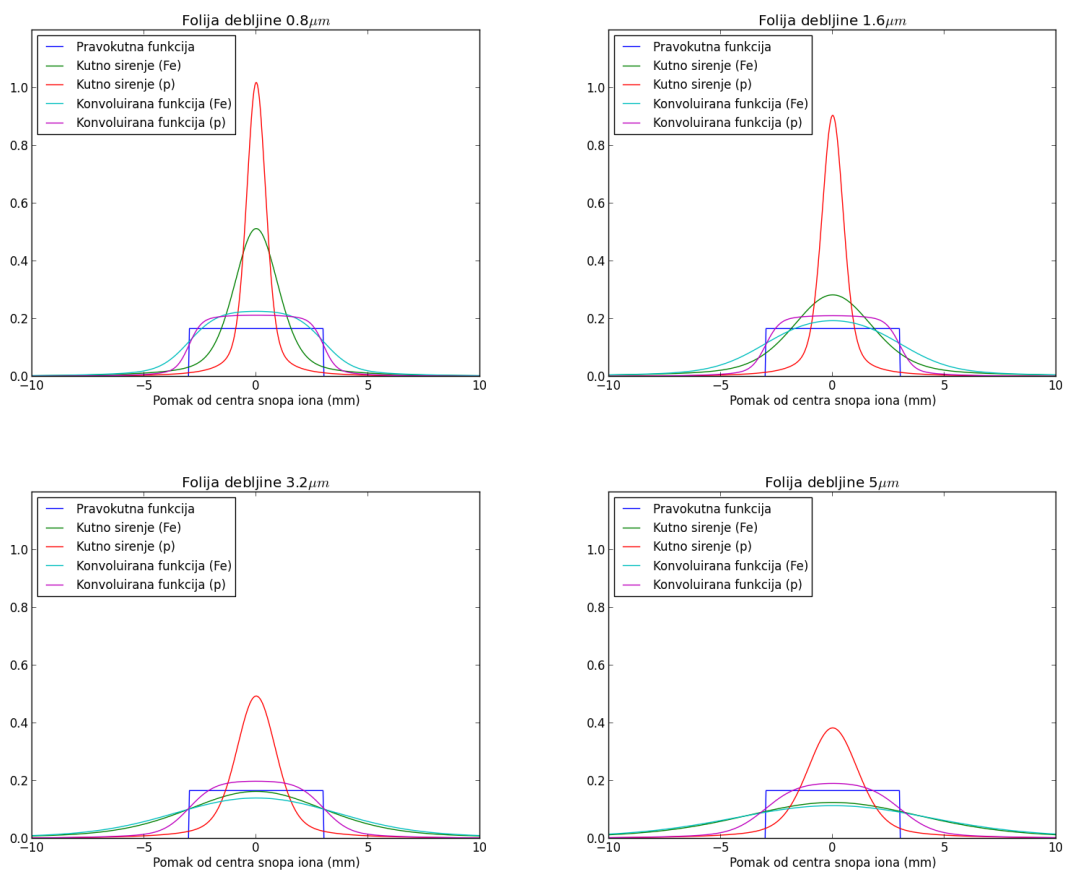 Folija debljine 0.8μm
Pravokutna funkcija
Kutno sirenje (Fe)
Kutno sirenje (p)
Konvoluirana funkcija (Fe)
Konvoluirana funkcija (p)
1.0
0.8
0.6
0.4
0.2
0.0
−10
−5
0
5
10
Pomak od centra snopa iona (mm)
Folija debljine 1.6μm
Pravokutna funkcija
Kutno sirenje (Fe)
Kutno sirenje (p)
Konvoluirana funkcija (Fe)
Konvoluirana funkcija (p)
1.0
0.8
0.6
0.4
0.2
0.0
−10
−5
0
5
10
Pomak od centra snopa iona (mm)
Folija debljine 3.2μm
Pravokutna funkcija
Kutno sirenje (Fe)
Kutno sirenje (p)
Konvoluirana funkcija (Fe)
Konvoluirana funkcija (p)
1.0
0.8
0.6
0.4
0.2
0.0
−10
−5
0
5
10
Pomak od centra snopa iona (mm)
Folija debljine 5μm
Pravokutna funkcija
Kutno sirenje (Fe)
Kutno sirenje (p)
Konvoluirana funkcija (Fe)
Konvoluirana funkcija (p)
1.0
0.8
0.6
0.4
0.2
0.0
−10
−5
0
5
10
Pomak od centra snopa iona (mm)